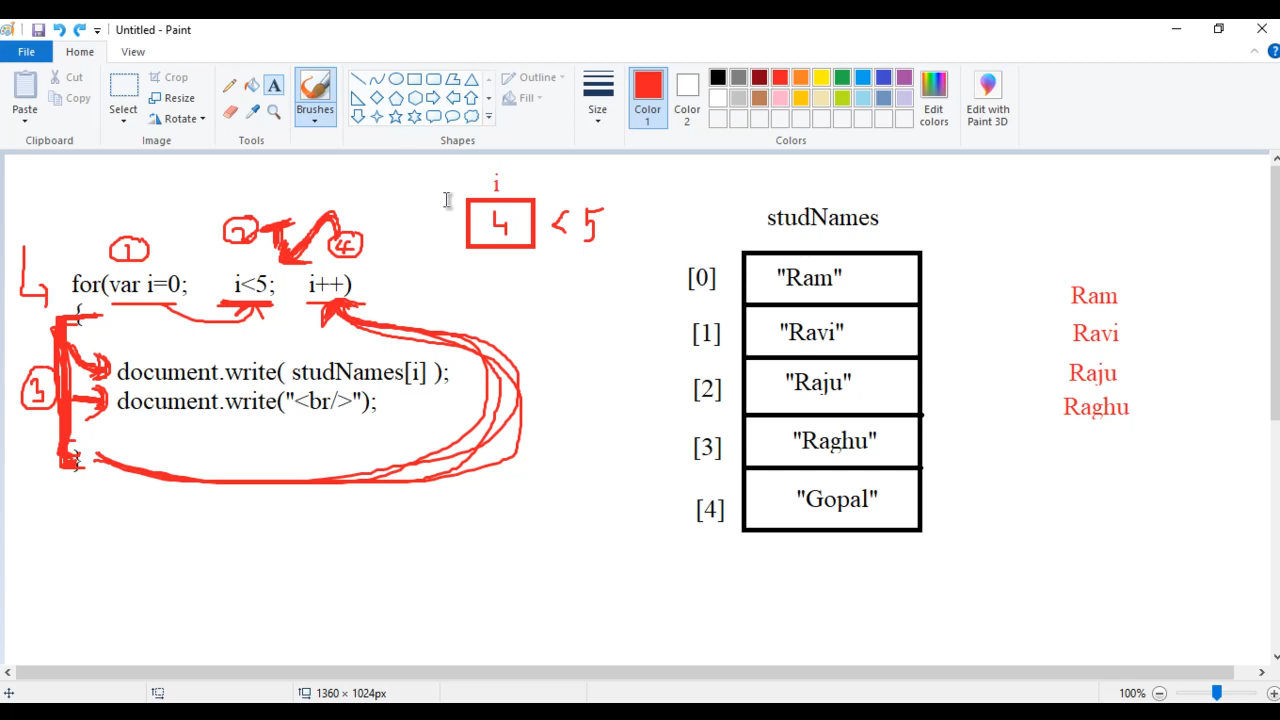 Untitled - Paint
File Home View
Paste
Cut
Copy
Clipboard
Select
Crop
Resize
Rotate
Image
A
Tools
Brushes
Shapes
Outline
Fill
Size
Color 1
Color 2
Edit colors
Colors
Edit with Paint 3D
i
4 < 5
1
2
4
for(var i=0; i<5; i++)
{
3
document.write( studNames[i] );
document.write("<br/>");
}
studNames
[0] "Ram"
[1] "Ravi"
[2] "Raju"
[3] "Raghu"
[4] "Gopal"
Ram
Ravi
Raju
Raghu
1360 × 1024px
100%